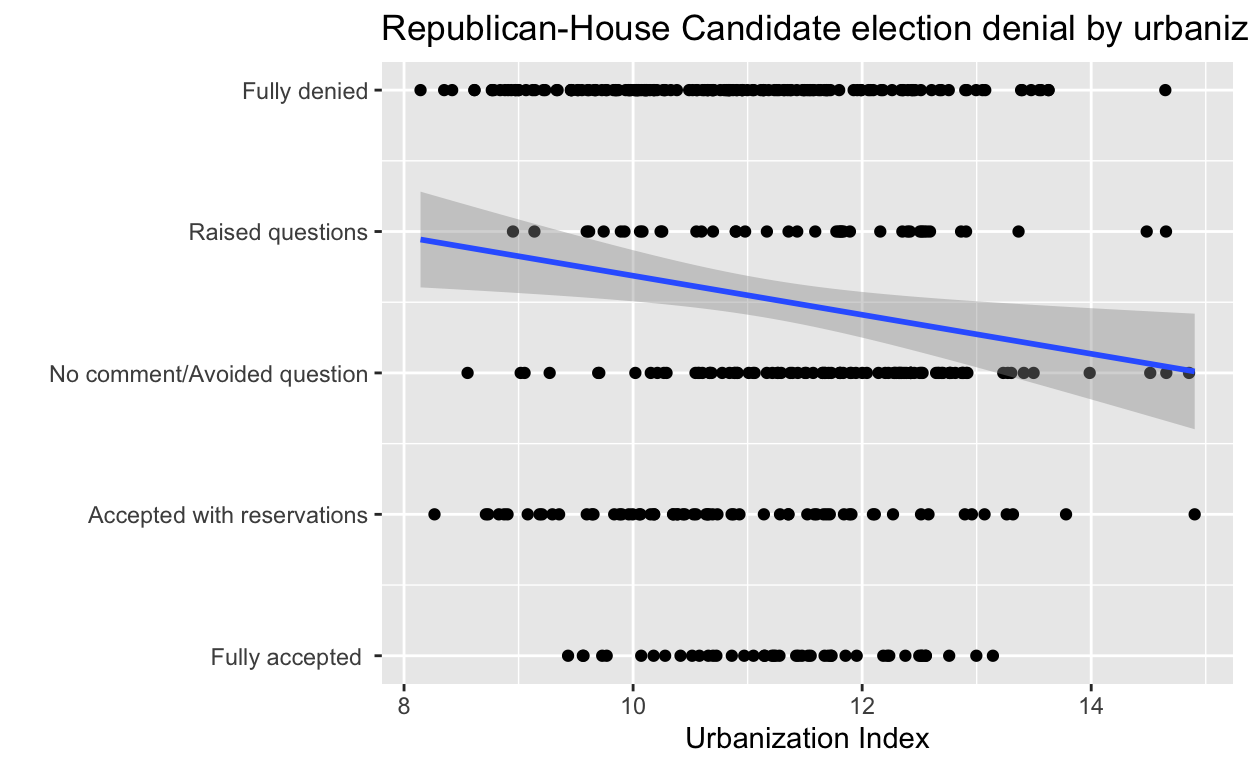 Republican-House Candidate election denial by urbaniz
Fully denied
Raised questions
No comment/Avoided question
Accepted with reservations
Fully accepted
8 10 12 14
Urbanization Index